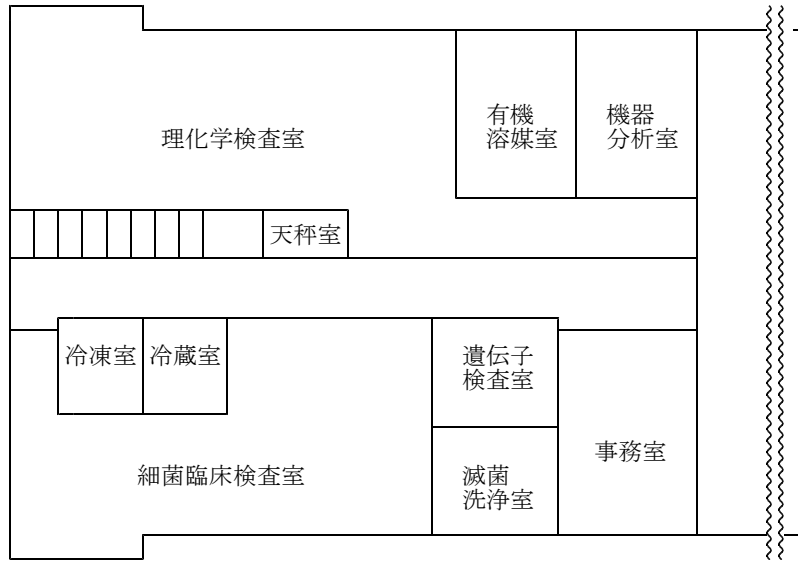 理化学検査室
有機
溶媒室
機器
分析室
天秤室
冷凍室
冷蔵室
遺伝子
検査室
細菌臨床検査室
滅菌
洗浄室
事務室